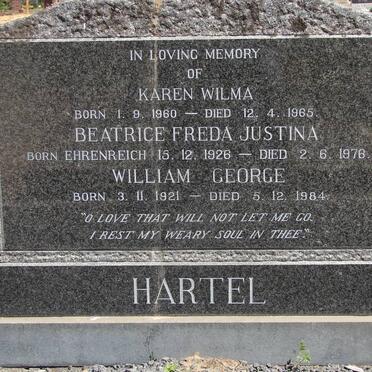 IN LOVING MEMORY
OF
KAREN WILMA
BORN 1.9.1960 — DIED 12.4.1965.
BEATRICE FREDA JUSTINA
BORN EHRENREICH 15.12.1926 — DIED 2.6.1976.
WILLIAM GEORGE
BORN 3.11.1921 — DIED 5.12.1984.
"O LOVE THAT WILL NOT LET ME GO,
I REST MY WEARY SOUL IN THEE."
HARTEL